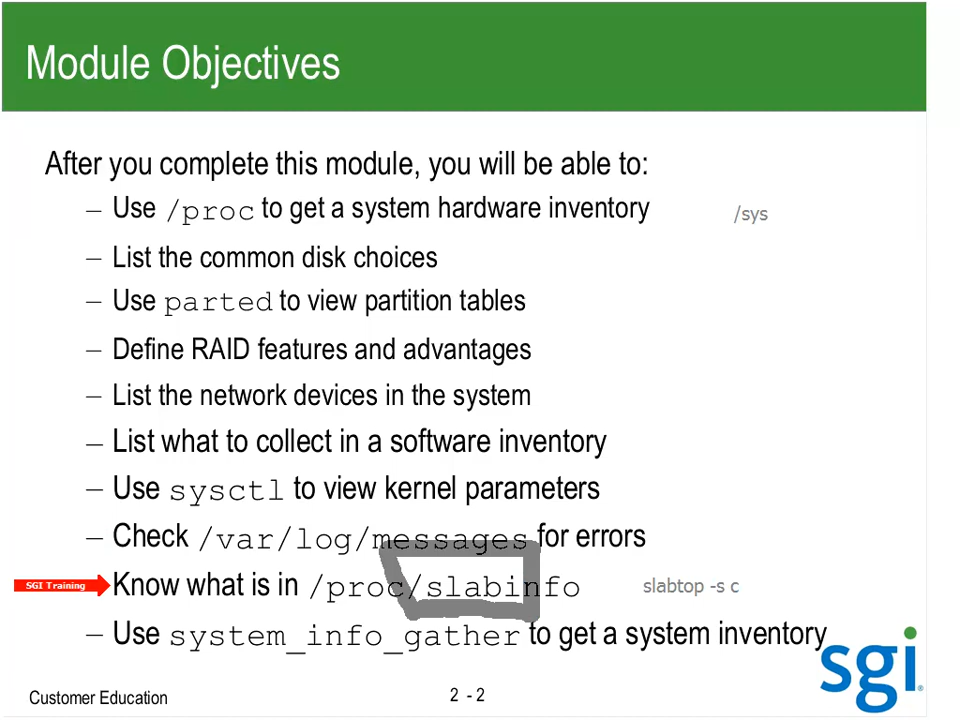 Module Objectives
After you complete this module, you will be able to:
– Use /proc to get a system hardware inventory
/sys
– List the common disk choices
– Use parted to view partition tables
– Define RAID features and advantages
– List the network devices in the system
– List what to collect in a software inventory
– Use sysctl to view kernel parameters
– Check /var/log/messages for errors
SGI Training
Know what is in /proc/slabinfo
slabtop -s c
– Use system_info_gather to get a system inventory
sgi®
Customer Education
2 - 2